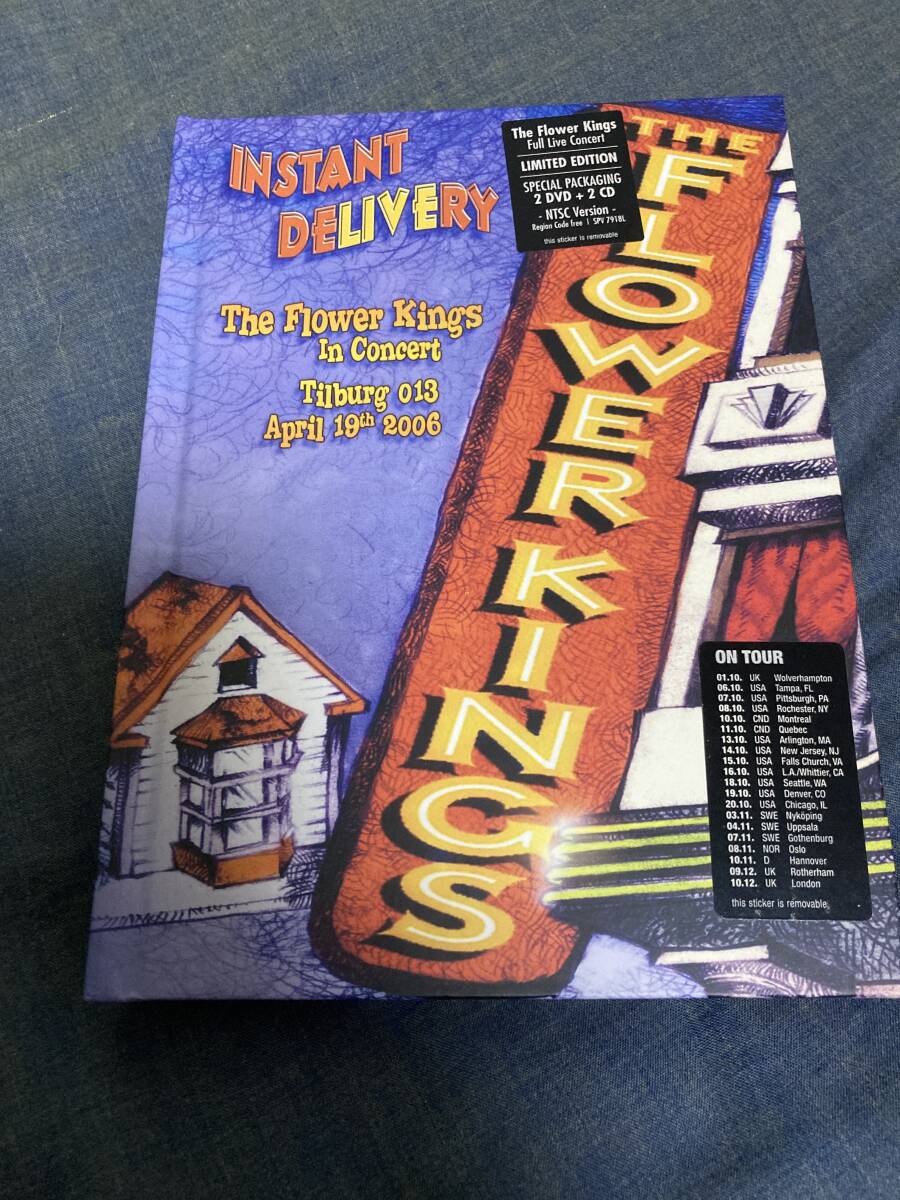 INSTANT
DELIVERY
The Flower Kings
In Concert
Tilburg 013
April 19th 2006
The Flower Kings
Full Live Concert
LIMITED EDITION
SPECIAL PACKAGING
2 DVD + 2 CD
- NTSC Version -
Region Code free | SPV 7918L
this sticker is removable
THE
FLOWER KINGS
ON TOUR
01.10. UK Wolverhampton
06.10. USA Tampa, FL
07.10. USA Pittsburgh, PA
08.10. USA Rochester, NY
10.10. CND Montreal
11.10. CND Quebec
13.10. USA Arlington, MA
14.10. USA New Jersey, NJ
15.10. USA Falls Church, VA
16.10. USA L.A./Whittier, CA
18.10. USA Seattle, WA
19.10. USA Denver, CO
20.10. USA Chicago, IL
03.11. SWE Nyköping
04.11. SWE Uppsala
07.11. SWE Gothenburg
08.11. NOR Oslo
10.11. D Hannover
09.12. UK Rotherham
10.12. UK London
this sticker is removable